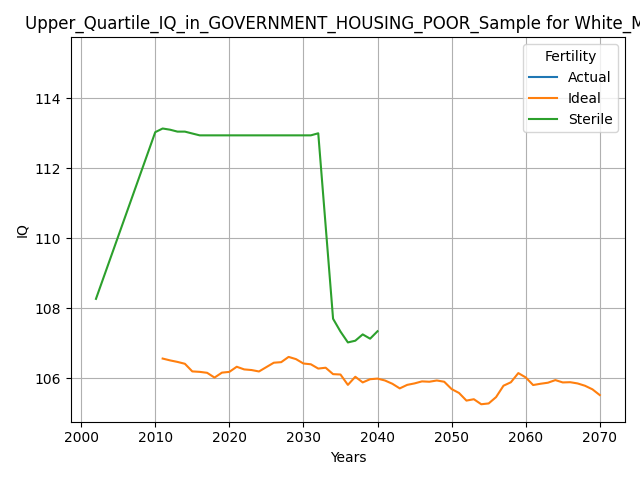 Upper_Quartile_IQ_in_GOVERNMENT_HOUSING_POOR_Sample for White_M
Fertility
Actual
Ideal
Sterile
114
112
110
108
106
IQ
2000 2010 2020 2030 2040 2050 2060 2070
Years